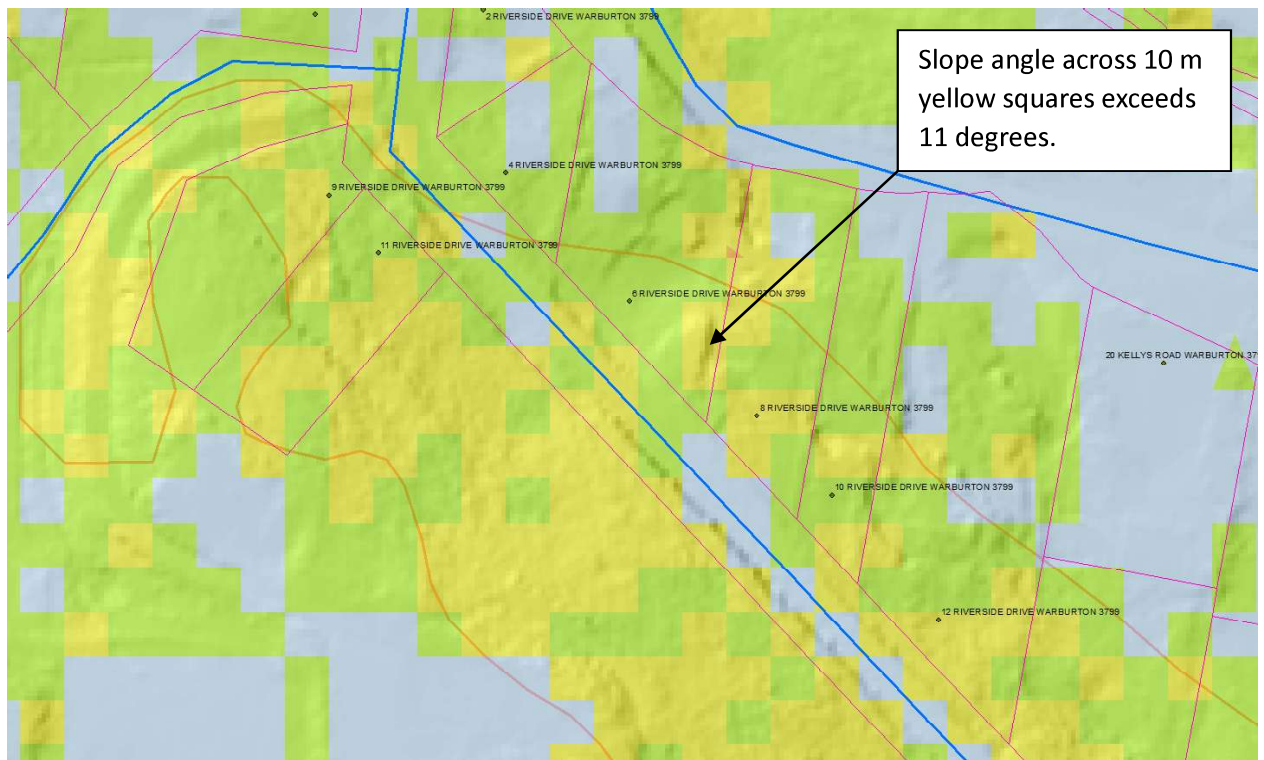 2 RIVERSIDE DRIVE WARBURTON 3799
Slope angle across 10 m
yellow squares exceeds
11 degrees.
4 RIVERSIDE DRIVE WARBURTON 3799
9 RIVERSIDE DRIVE WARBURTON 3799
11 RIVERSIDE DRIVE WARBURTON 3799
6 RIVERSIDE DRIVE WARBURTON 3799
20 KELLYS ROAD WARBURTON 37
8 RIVERSIDE DRIVE WARBURTON 3799
10 RIVERSIDE DRIVE WARBURTON 3799
12 RIVERSIDE DRIVE WARBURTON 3799